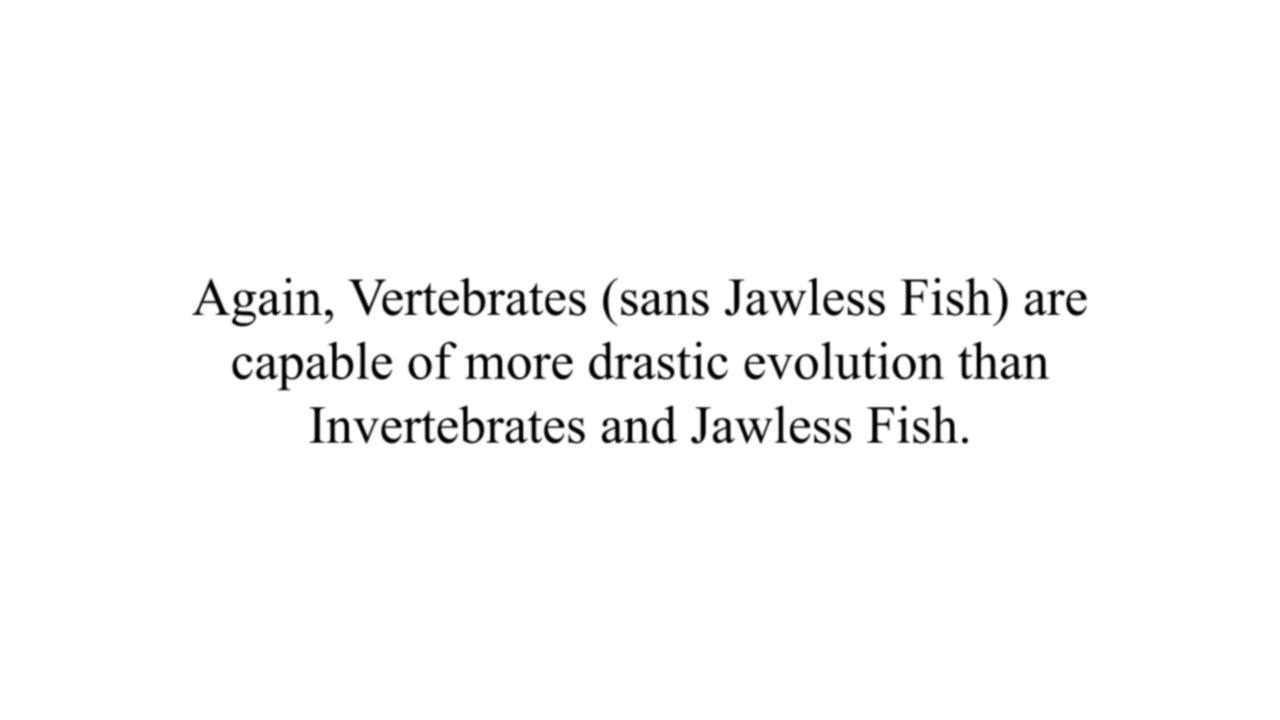 Again, Vertebrates (sans Jawless Fish) are
capable of more drastic evolution than
Invertebrates and Jawless Fish.